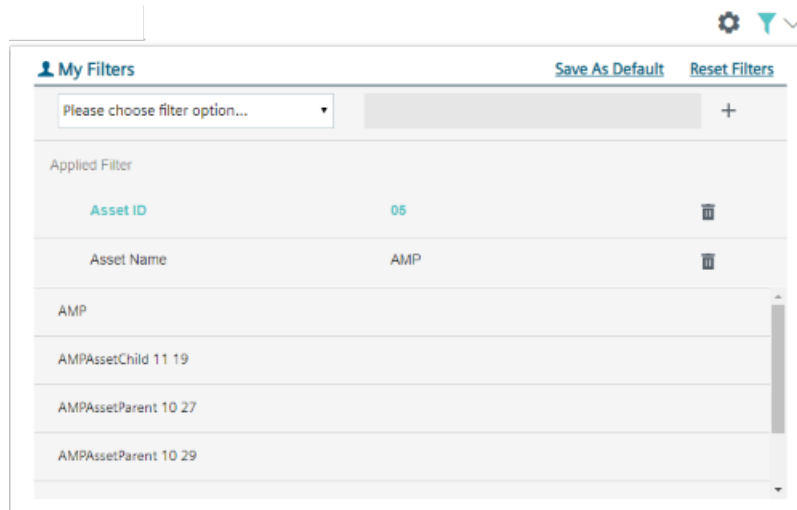 My Filters Save As Default Reset Filters
Please choose filter option...
Applied Filter
Asset ID 05
Asset Name AMP
AMP
AMPAssetChild 11 19
AMPAssetParent 10 27
AMPAssetParent 10 29